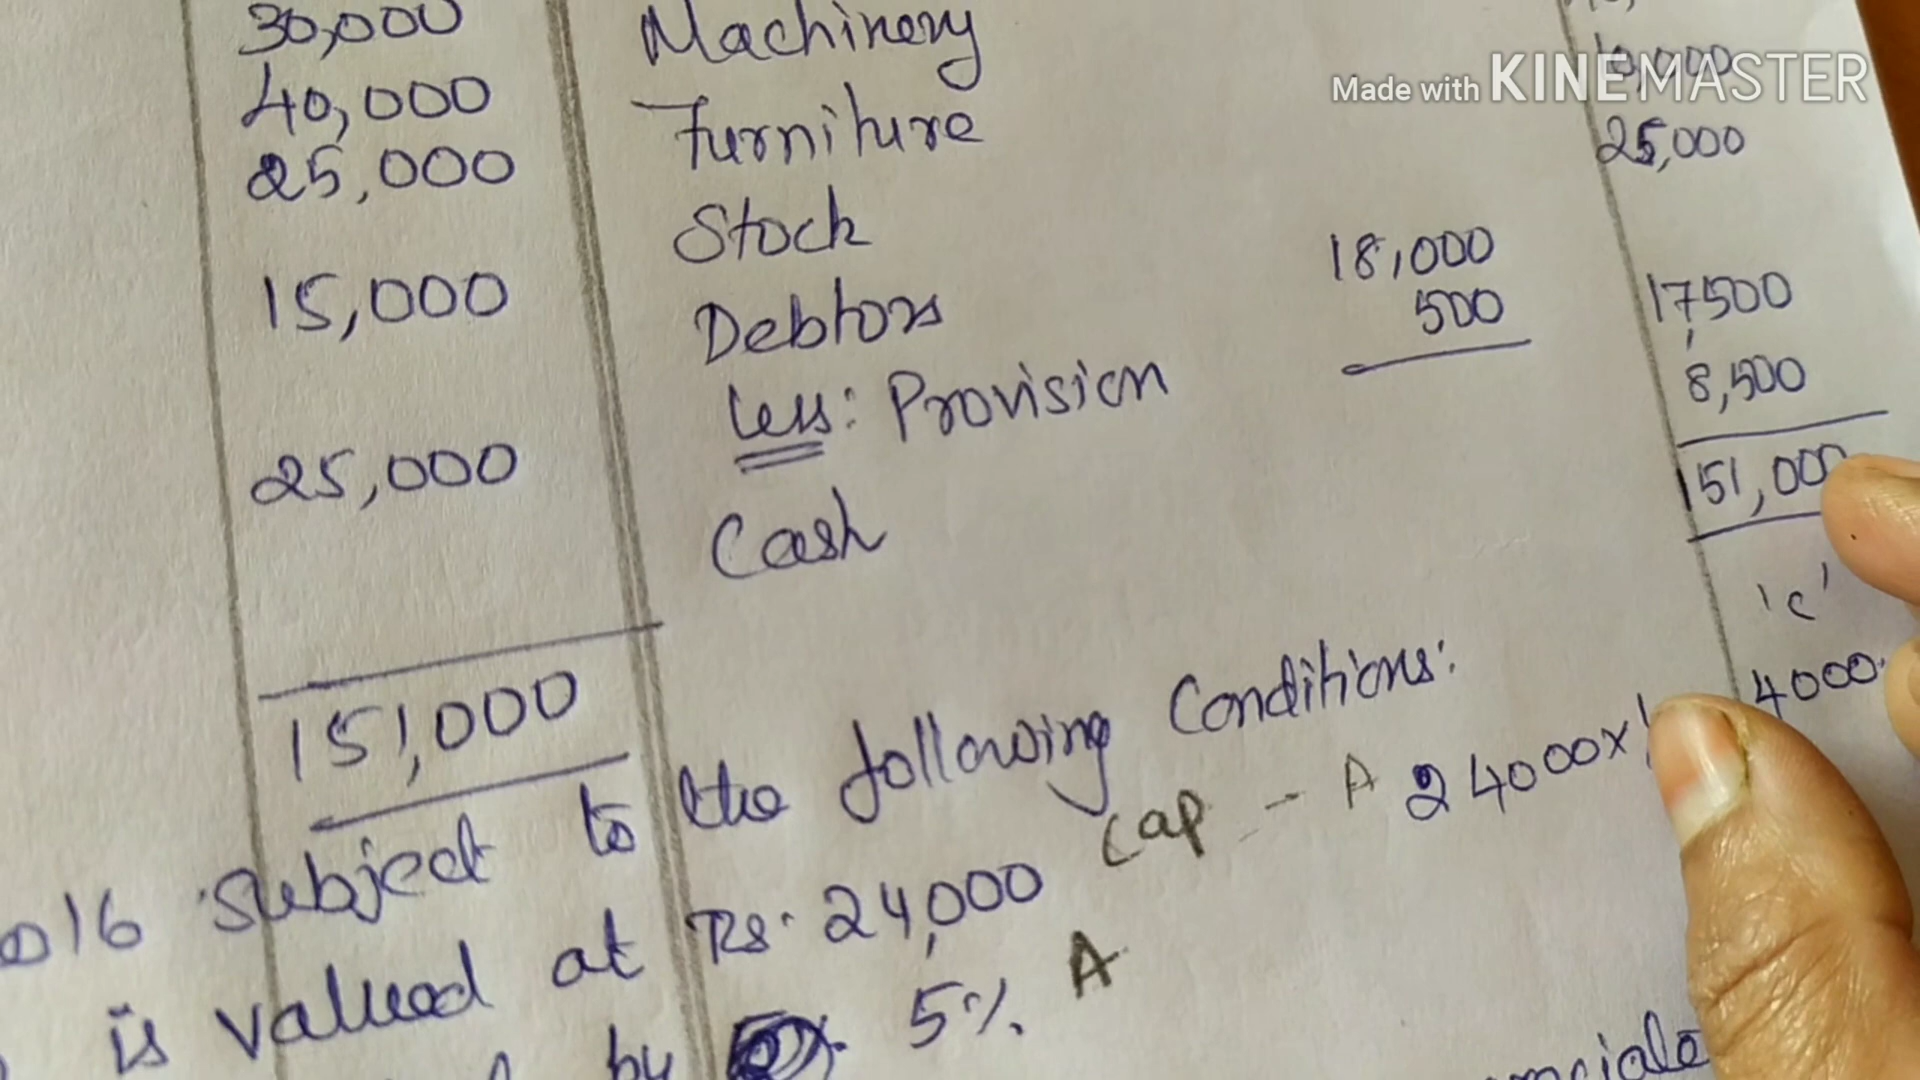 30,000 Machinery
Made with KINEMASTER
40,000 Furniture 25,000
25,000 Stock
15,000 Debtors 18,000 17,500
Less: Provision 500 8,500
25,000 Cash 151,000
'c'
151,000
4000
2016 subject to the following Conditions:
is valued at Rs. 24,000 Cap - A 24000x
by 5% A